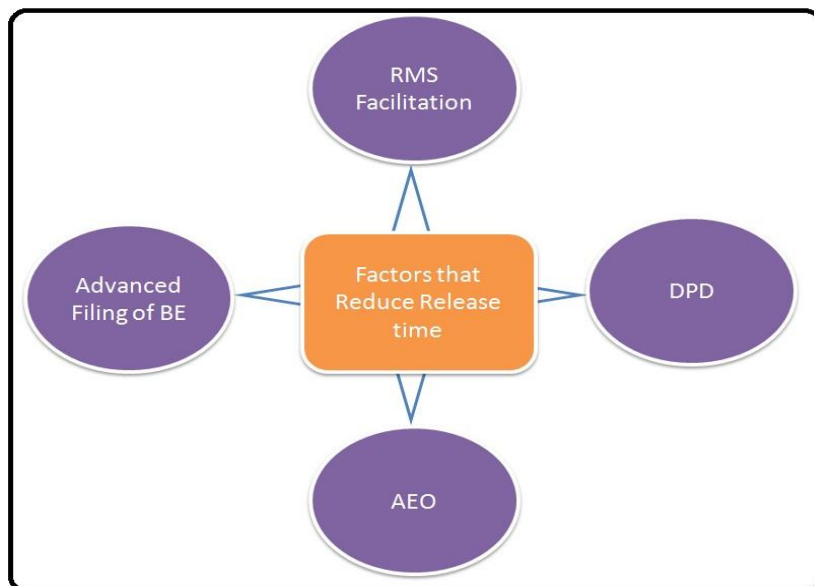 RMS
Facilitation
Advanced
Filing of BE
Factors that
Reduce Release
time
DPD
AEO